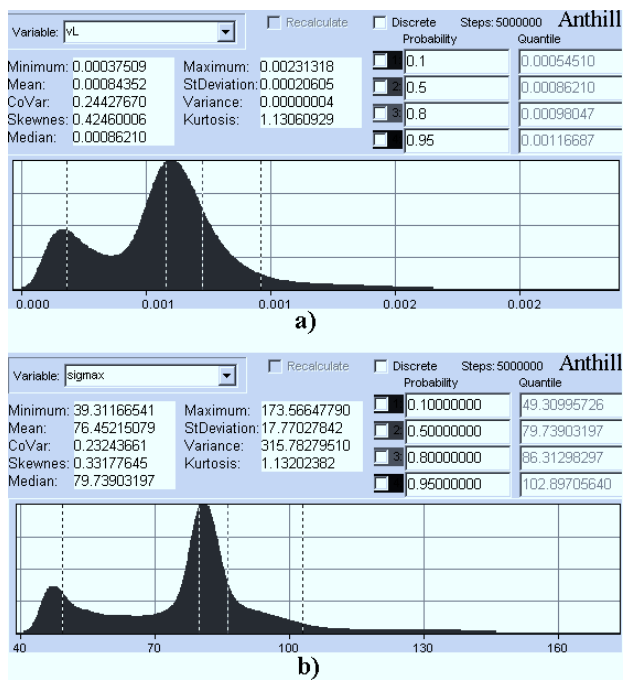 Variable: vL Recalculate Discrete Steps: 5000000 Anthill
Probability Quantile
Minimum: 0.00037509 Maximum: 0.00231318 1: 0.1 0.00054510
Mean: 0.00084352 StDeviation: 0.00020605 2: 0.5 0.00086210
CoVar: 0.24427670 Variance: 0.00000004 3: 0.8 0.00098047
Skewnes: 0.42460006 Kurtosis: 1.13060929 0.95 0.00116687
Median: 0.00086210
0.000 0.001 0.001 0.002 0.002
a)
Variable: sigmax Recalculate Discrete Steps: 5000000 Anthill
Probability Quantile
Minimum: 39.31166541 Maximum: 173.56647790 1: 0.10000000 49.30995726
Mean: 76.45215079 StDeviation: 17.77027842 2: 0.50000000 79.73903197
CoVar: 0.23243661 Variance: 315.78279510 3: 0.80000000 86.31298297
Skewnes: 0.33177645 Kurtosis: 1.13202382 0.95000000 102.89705640
Median: 79.73903197
40 70 100 130 160
b)